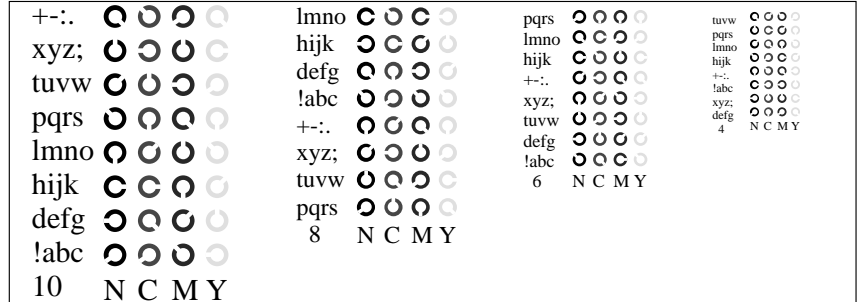 +-:.
xyz;
tuvw
pqrs
lmno
hijk
defg
!abc
10 N C M Y
lmno
hijk
defg
!abc
+-:.
xyz;
tuvw
pqrs
8 N C M Y
pqrs
lmno
hijk
+-:.
xyz;
tuvw
defg
!abc
6 N C M Y
tuvw
pqrs
lmno
hijk
+-:.
!abc
xyz;
defg
4 N C M Y